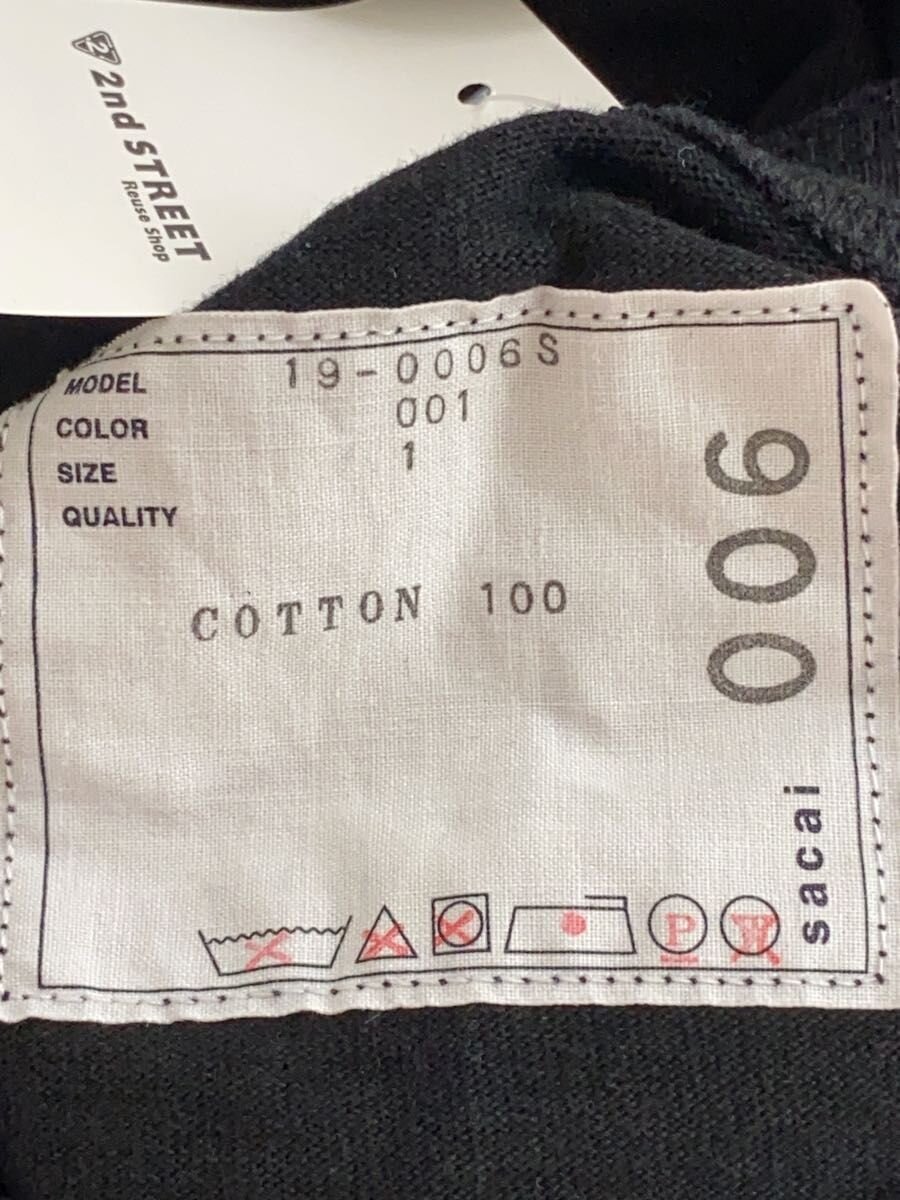 2nd STREET
Reuse Shop
MODEL 19-0006S
COLOR 001
SIZE 1
QUALITY
COTTON 100
006
sacai
P
W